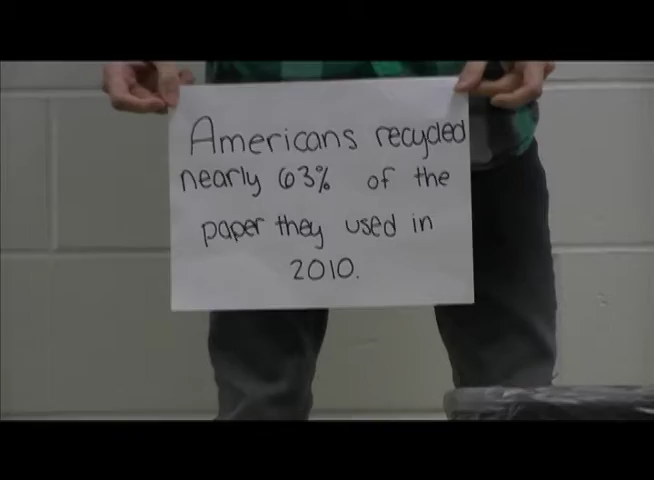 Americans recycled
nearly 63% of the
paper they used in
2010.